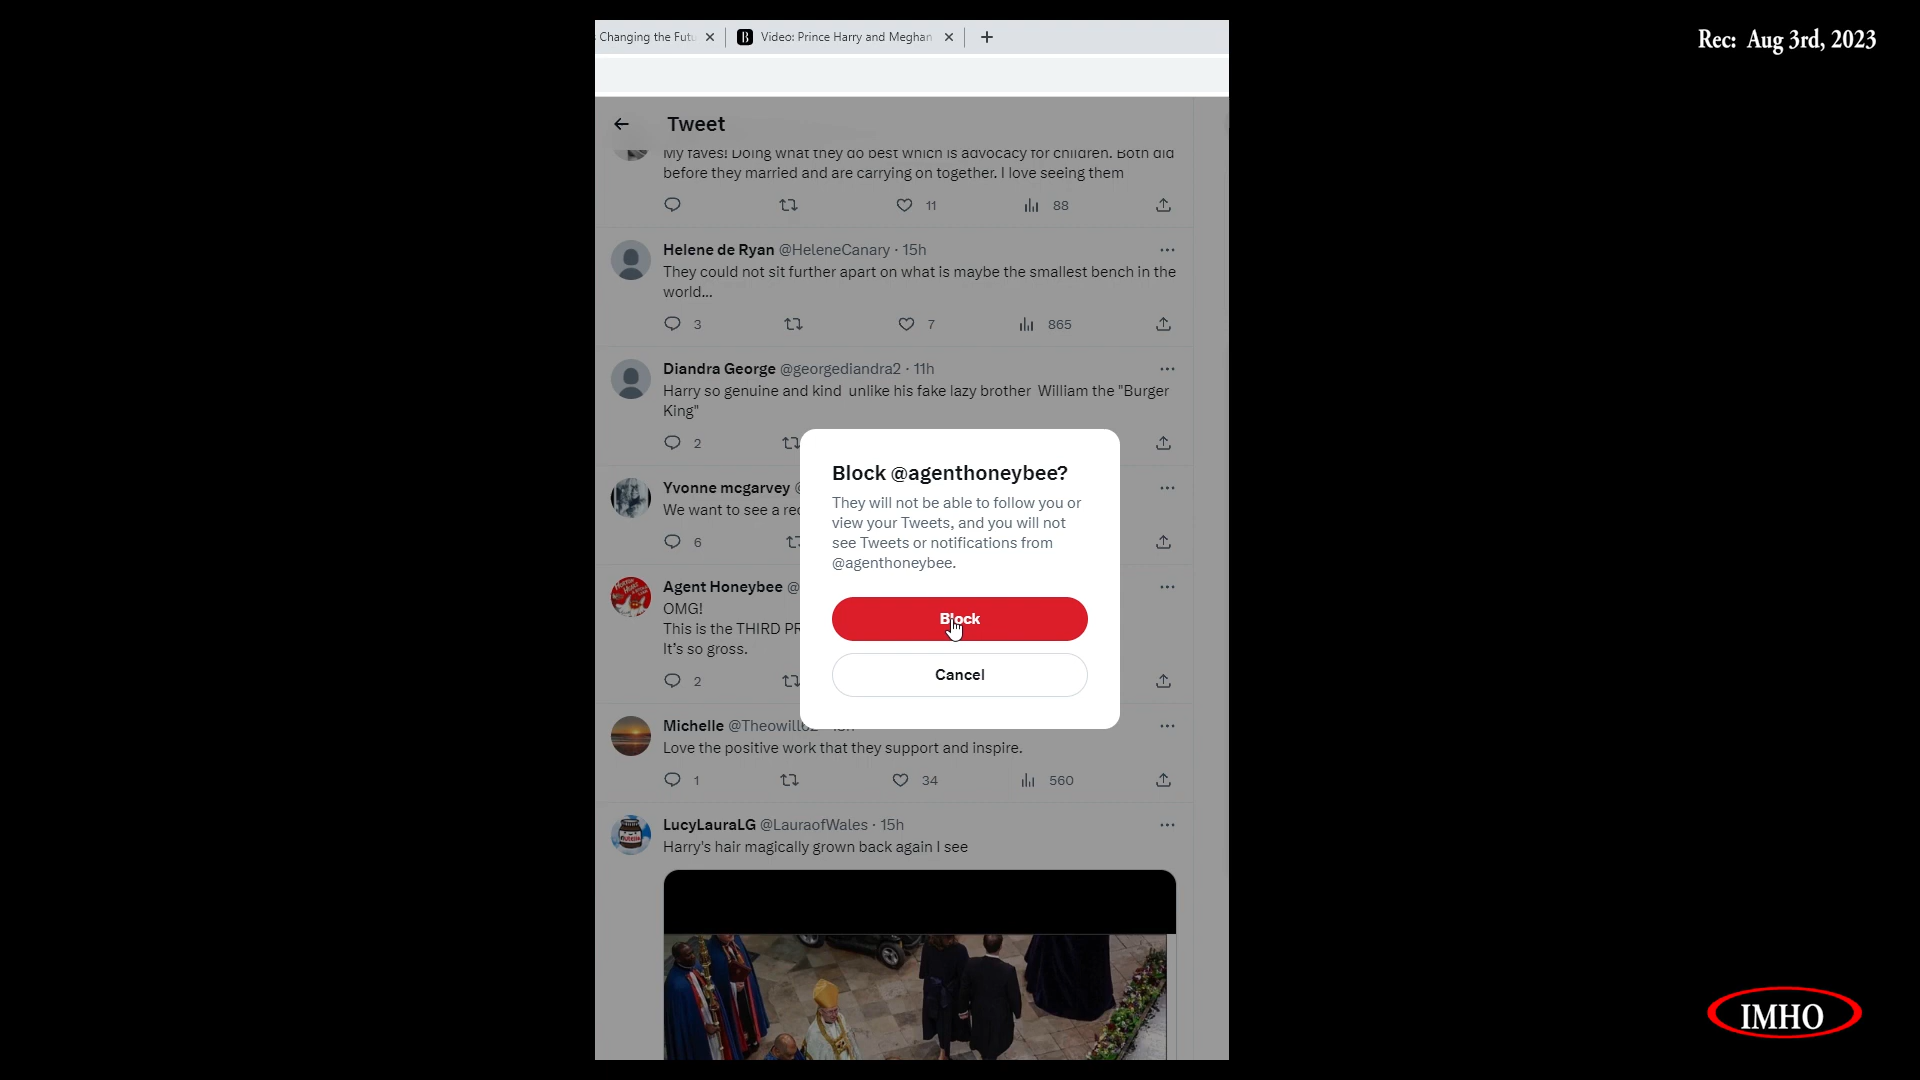 Changing the Futu
Video: Prince Harry and Meghan
Rec: Aug 3rd, 2023
Tweet
My faves! Doing what they do best which is advocacy for children. Both did
before they married and are carrying on together. I love seeing them
11 88
Helene de Ryan @HeleneCanary · 15h
They could not sit further apart on what is maybe the smallest bench in the
world...
3 7 865
Diandra George @georgediandra2 · 11h
Harry so genuine and kind unlike his fake lazy brother William the "Burger
King"
2
Yvonne mcgarvey @
We want to see a rec
6
Agent Honeybee @
OMG!
This is the THIRD PR
It's so gross.
2
Block @agenthoneybee?
They will not be able to follow you or
view your Tweets, and you will not
see Tweets or notifications from
@agenthoneybee.
Block
Cancel
Michelle
Love the positive work that they support and inspire.
1 34 560
LucyLauraLG @LauraofWales · 15h
Harry's hair magically grown back again I see
IMHO